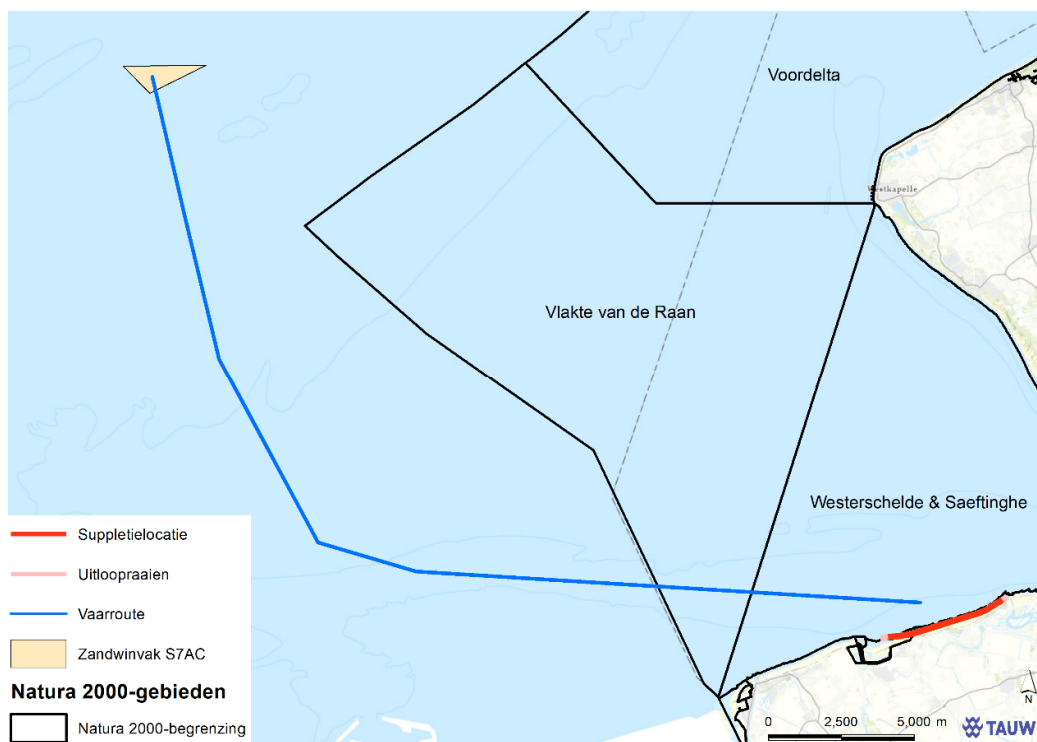 Voordelta
Westkapelle
Vlakte van de Raan
Westerschelde & Saeftinghe
Suppletielocatie
Uitloopraaien
Vaarroute
Zandwinvak S7AC
Natura 2000-gebieden
Natura 2000-begrenzing
N
0 2,500 5,000 m
TAUW